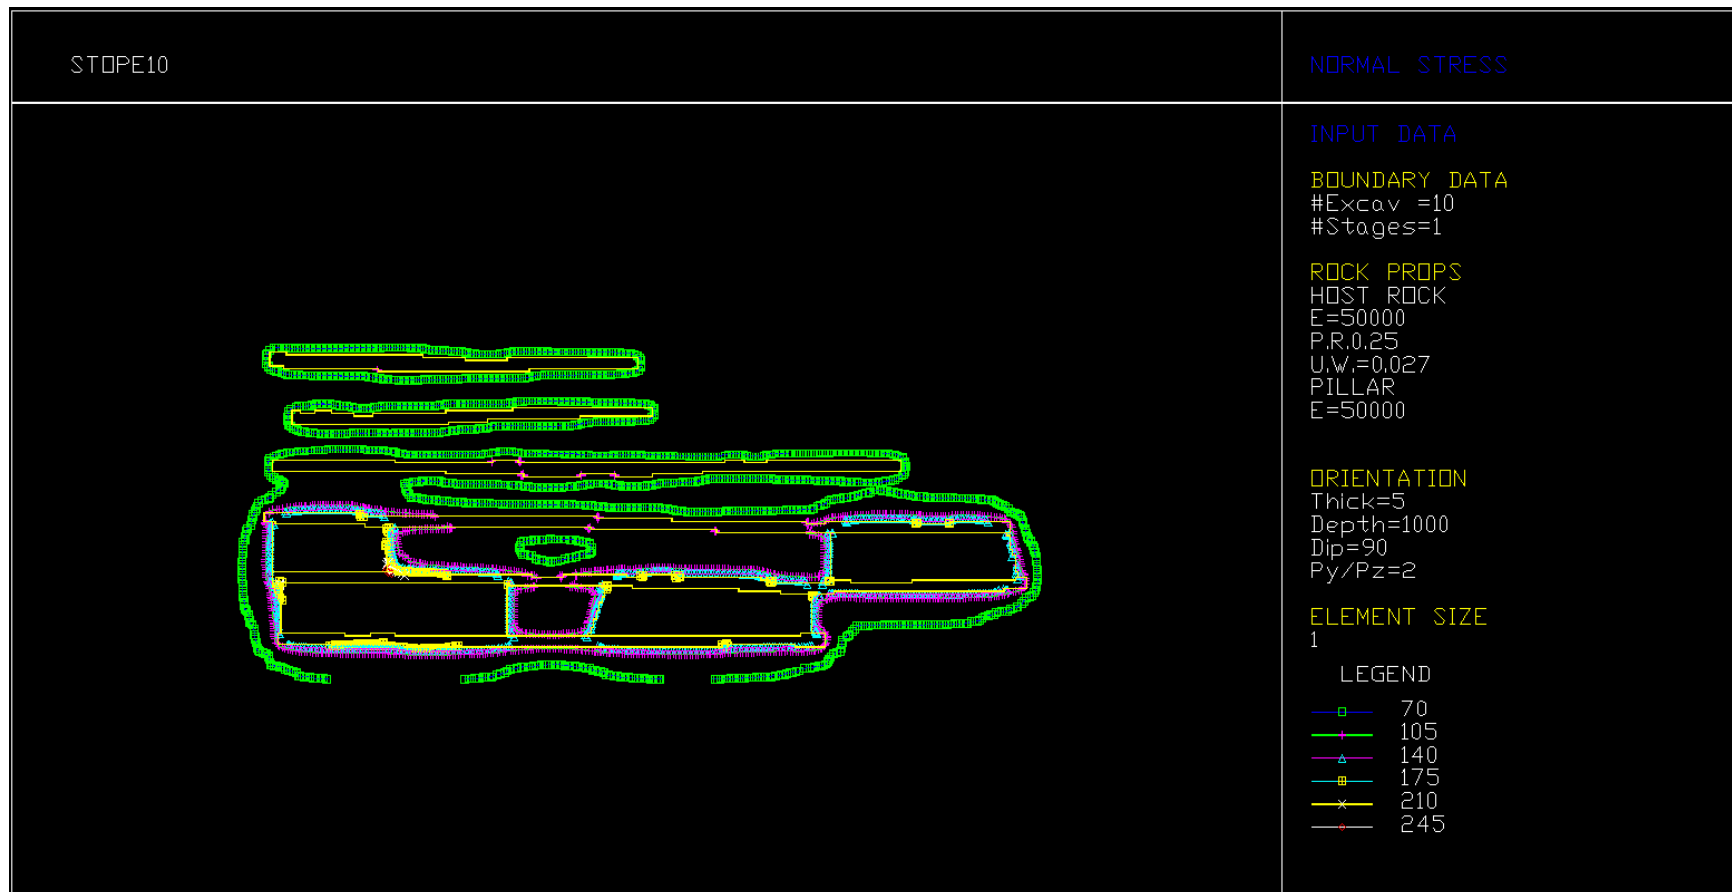 STOPE10
NORMAL STRESS
INPUT DATA
BOUNDARY DATA
#Excav =10
#Stages=1
ROCK PROPS
HOST ROCK
E=50000
P.R.0.25
U.W.=0.027
PILLAR
E=50000
ORIENTATION
Thick=5
Depth=1000
Dip=90
Py/Pz=2
ELEMENT SIZE
1
LEGEND
70
105
140
175
210
245